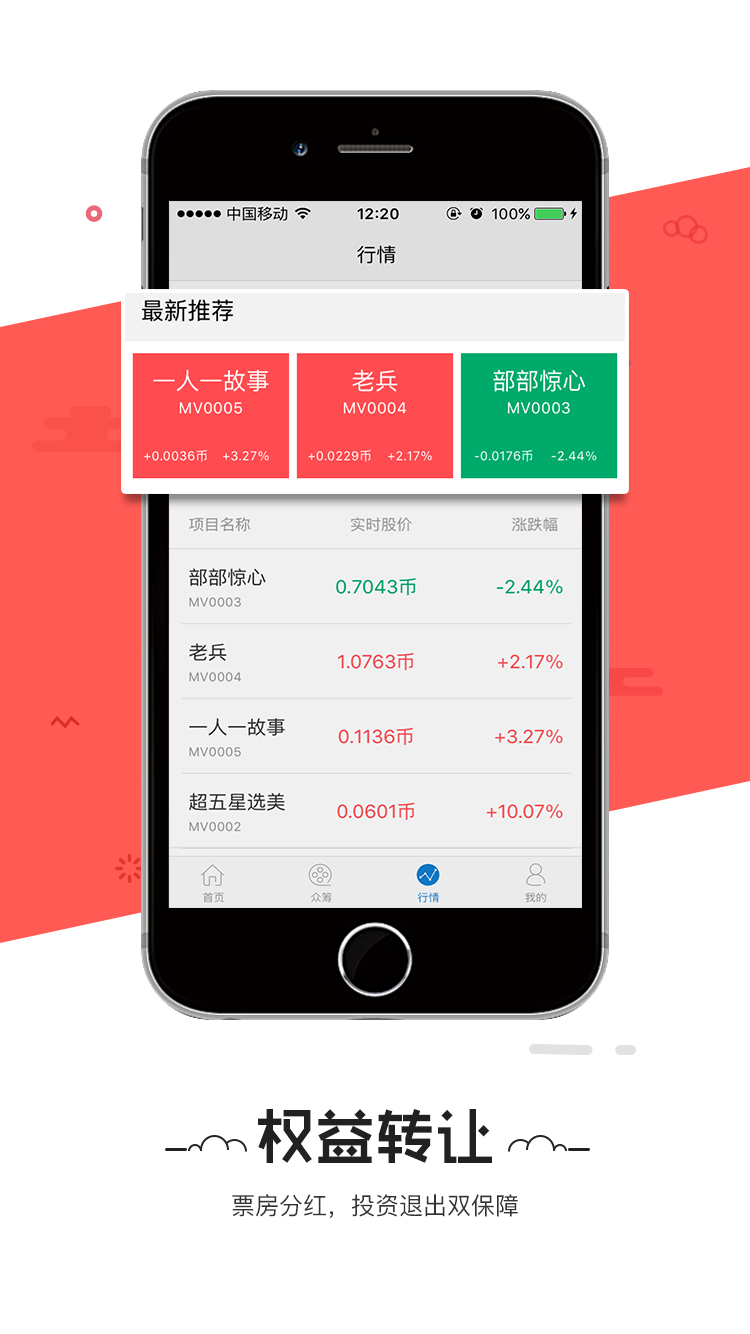 中国移动 12:20 100%
行情
最新推荐
一人一故事 老兵 部部惊心
MV0005 MV0004 MV0003
+0.0036币 +3.27% +0.0229币 +2.17% -0.0176币 -2.44%
项目名称 实时股价 涨跌幅
部部惊心 0.7043币 -2.44%
MV0003
老兵 1.0763币 +2.17%
MV0004
一人一故事 0.1136币 +3.27%
MV0005
超五星选美 0.0601币 +10.07%
MV0002
首页 众筹 行情 我的
权益转让
票房分红，投资退出双保障